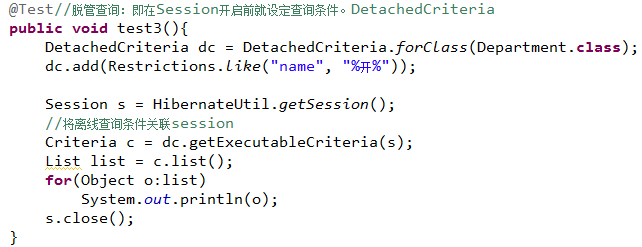 @Test//脱管查询：即在Session开启前就设定查询条件。DetachedCriteria
public void test3(){
DetachedCriteria dc = DetachedCriteria.forClass(Department.class);
dc.add(Restrictions.like("name", "%开%"));
Session s = HibernateUtil.getSession();
//将离线查询条件关联session
Criteria c = dc.getExecutableCriteria(s);
List list = c.list();
for(Object o:list)
System.out.println(o);
s.close();
}